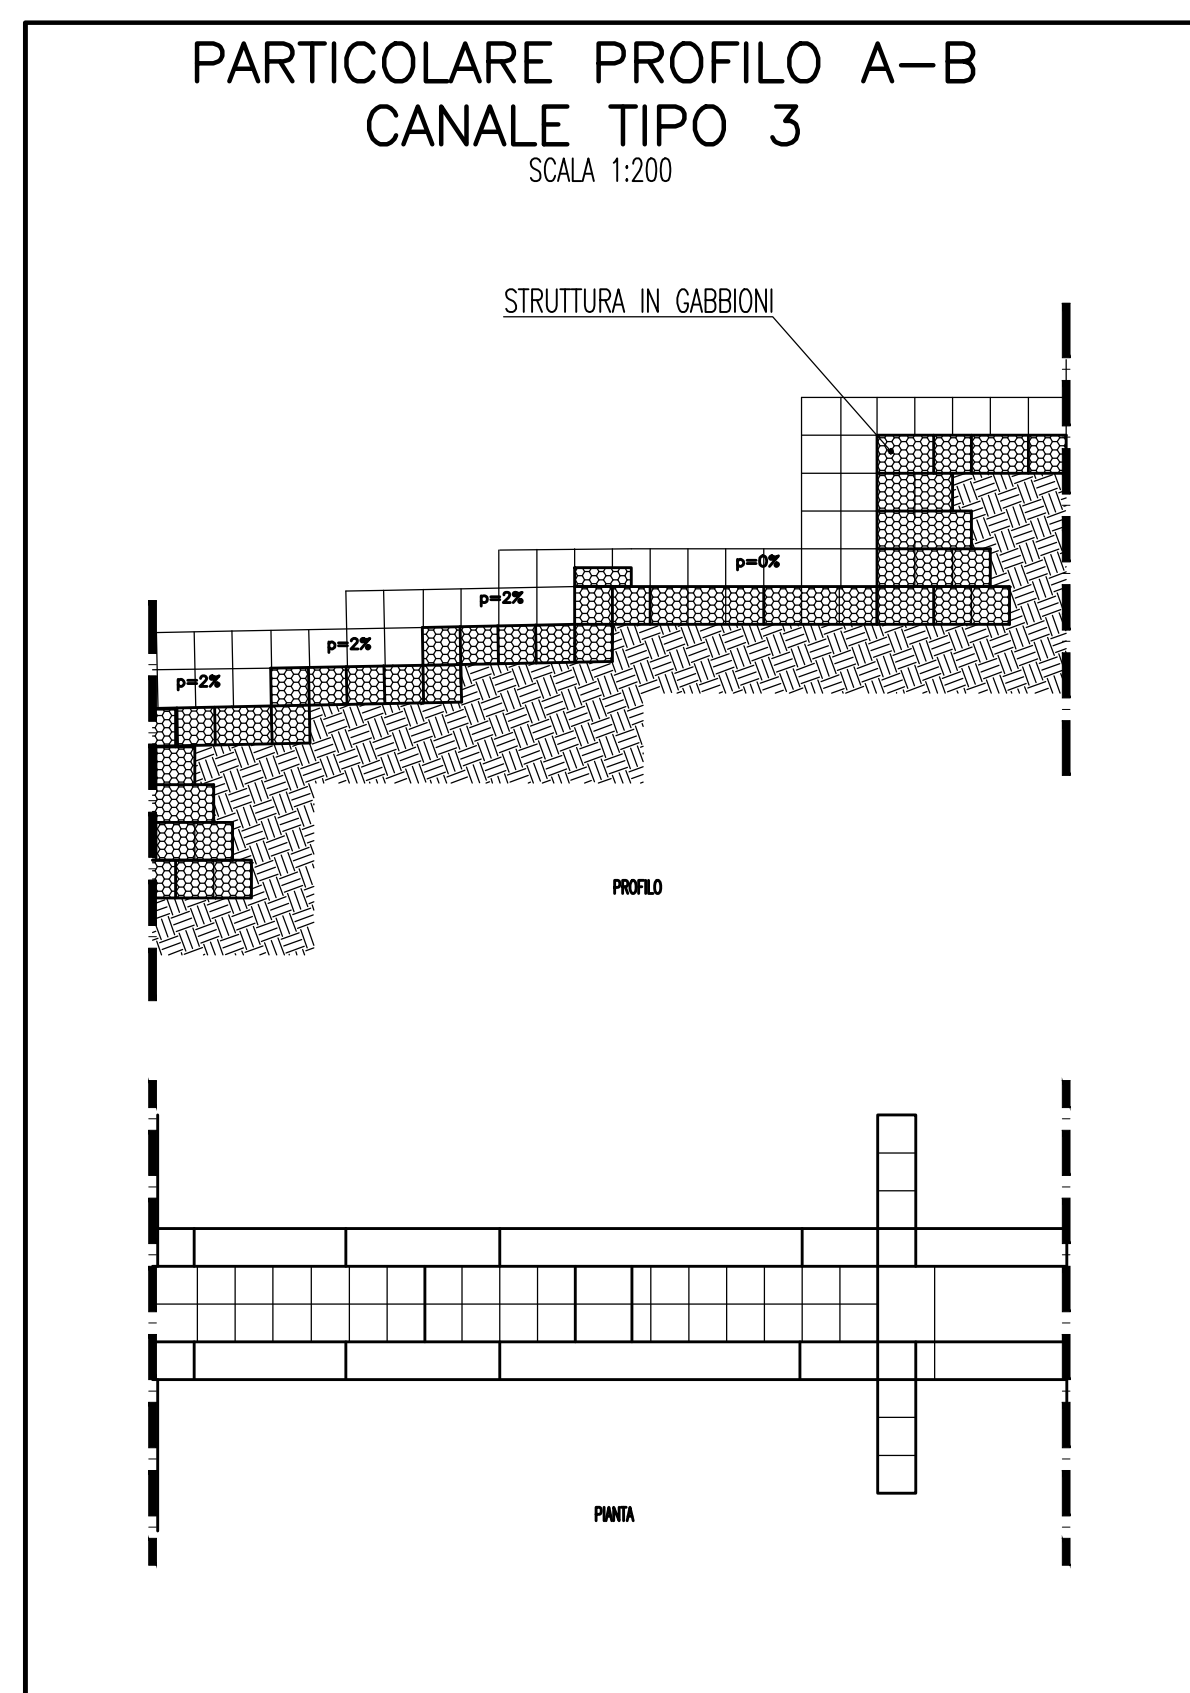 PARTICOLARE PROFILO A-B
CANALE TIPO 3
SCALA 1:200
STRUTTURA IN GABBIONI
p=0%
p=2%
p=2%
p=2%
PROFILO
PIANTA